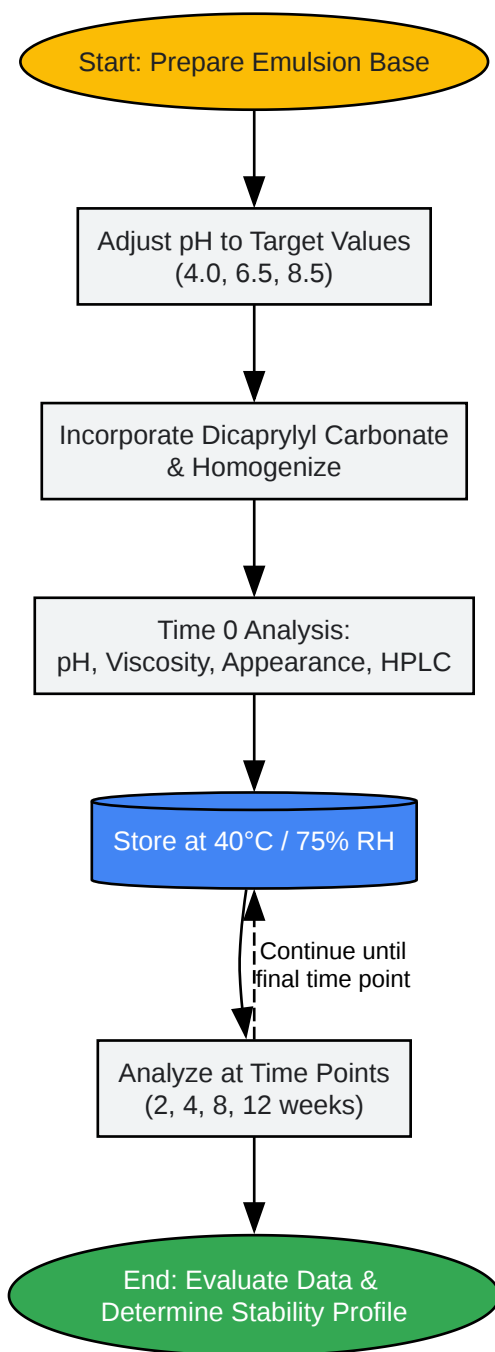 Start: Prepare Emulsion Base
Adjust pH to Target Values
(4.0, 6.5, 8.5)
Incorporate Dicaprylyl Carbonate
& Homogenize
Time 0 Analysis:
pH, Viscosity, Appearance, HPLC
Store at 40°C / 75% RH
Continue until
final time point
Analyze at Time Points
(2, 4, 8, 12 weeks)
End: Evaluate Data &
Determine Stability Profile